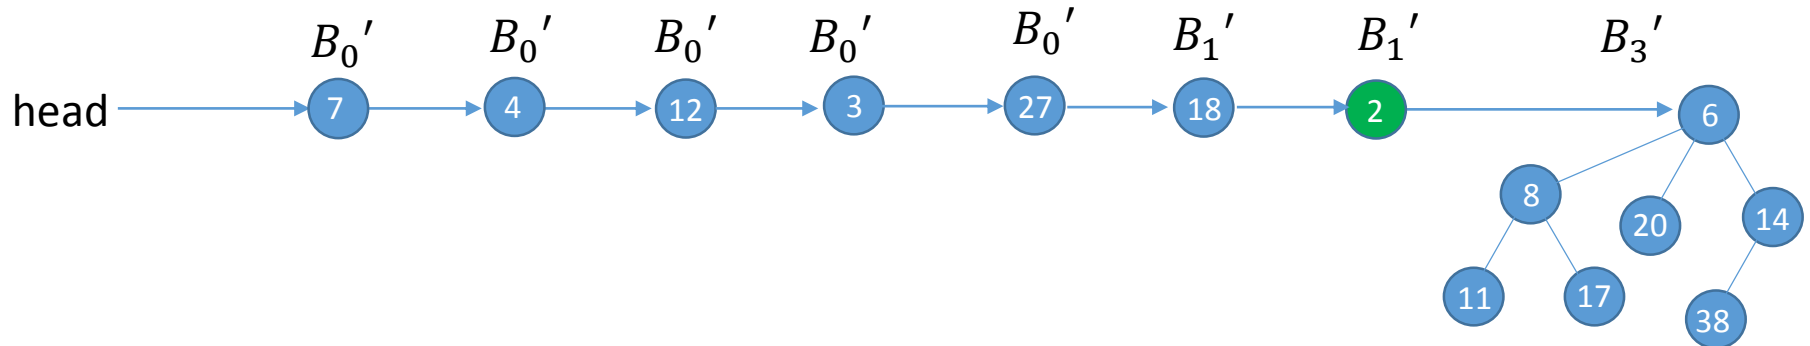 B₀′ B₀′ B₀′ B₀′ B₀′ B₁′ B₁′ B₃′
head 7 4 12 3 27 18 2 6
8 20 14
11 17 38